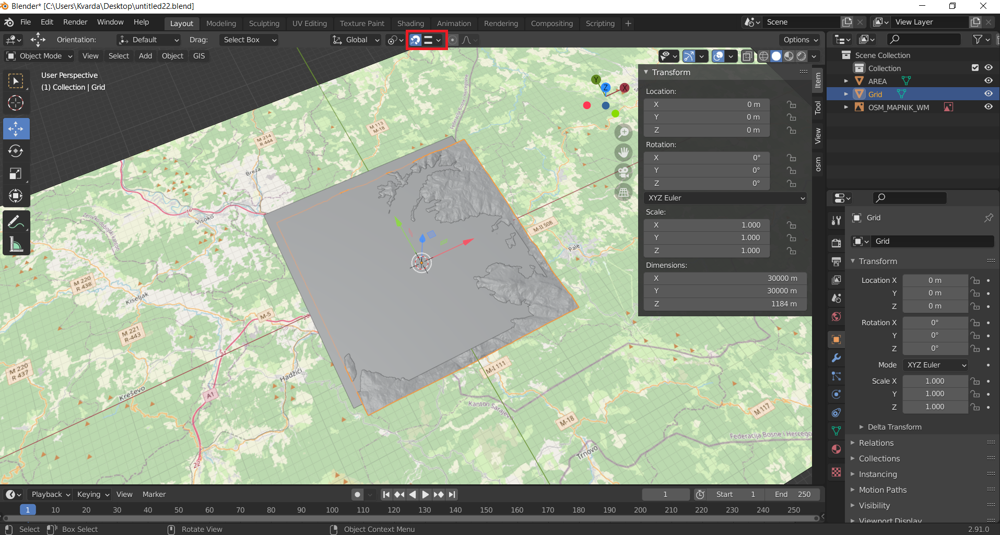 Blender* [C:\Users\Kvarda\Desktop\untitled22.blend]
File Edit Render Window Help
Layout Modeling Sculpting UV Editing Texture Paint Shading Animation Rendering Compositing Scripting +
Scene
View Layer
Orientation: Default Drag: Select Box
Global
Options
Object Mode View Select Add Object GIS
User Perspective
(1) Collection | Grid
Y
Z
X
Transform
Location:
X 0 m
Y 0 m
Z 0 m
Rotation:
X 0°
Y 0°
Z 0°
XYZ Euler
Scale:
X 1.000
Y 1.000
Z 1.000
Dimensions:
X 30000 m
Y 30000 m
Z 1184 m
Item
Tool
View
osm
Federacija Bosne i Hercegovine
M 113
M-18
M 214
R 444
Breza
16
Visoko
Zeničko-dobojski kanton
M-II 508
Pale
M 220
R 438
Kiseljak
M-5
20
M 221
R-443
21
M 220
R 437
Kreševo
Hadžići
A1
M-I 111
Kanton Sarajevo
M-18
M 117
Federacija Bosne i Hercego
Trnovo
22
Scene Collection
Collection
AREA
Grid
OSM_MAPNIK_WM
Grid
Grid
Transform
Location X 0 m
Y 0 m
Z 0 m
Rotation X 0°
Y 0°
Z 0°
Mode XYZ Euler
Scale X 1.000
Y 1.000
Z 1.000
Delta Transform
Relations
Collections
Instancing
Motion Paths
Visibility
Viewport Display
Playback Keying View Marker
1
Start 1
End 250
1 10 20 30 40 50 60 70 80 90 100 110 120 130 140 150 160 170 180 190 200 210 220 230 240 250
Select Box Select Rotate View Object Context Menu
2.91.0